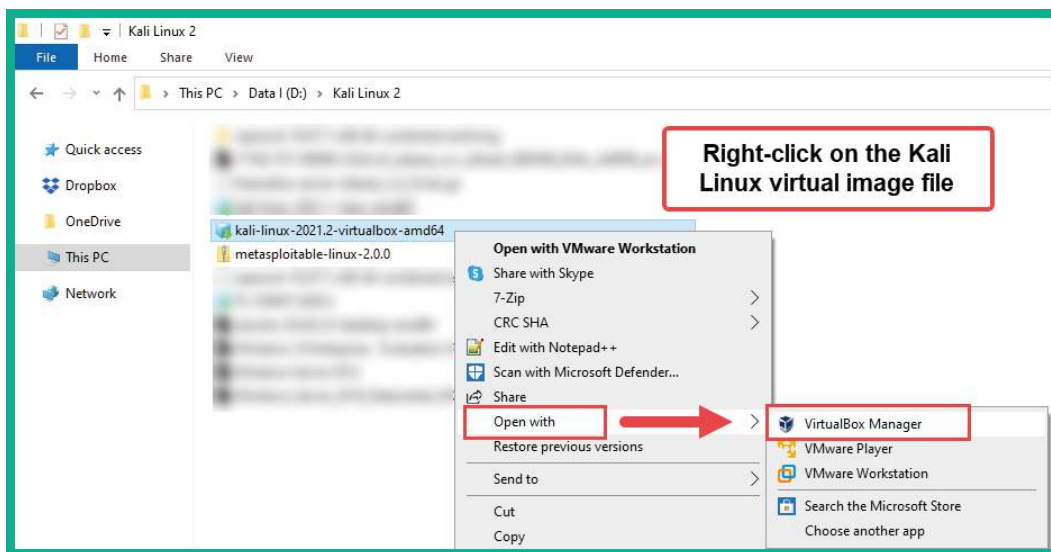 Kali Linux 2
File Home Share View
This PC > Data I (D:) > Kali Linux 2
Quick access
Dropbox
OneDrive
This PC
Network
kali-linux-2021.2-virtualbox-amd64
metasploitable-linux-2.0.0
Right-click on the Kali
Linux virtual image file
Open with VMware Workstation
Share with Skype
7-Zip
CRC SHA
Edit with Notepad++
Scan with Microsoft Defender...
Share
Open with
Restore previous versions
Send to
Cut
Copy
VirtualBox Manager
VMware Player
VMware Workstation
Search the Microsoft Store
Choose another app